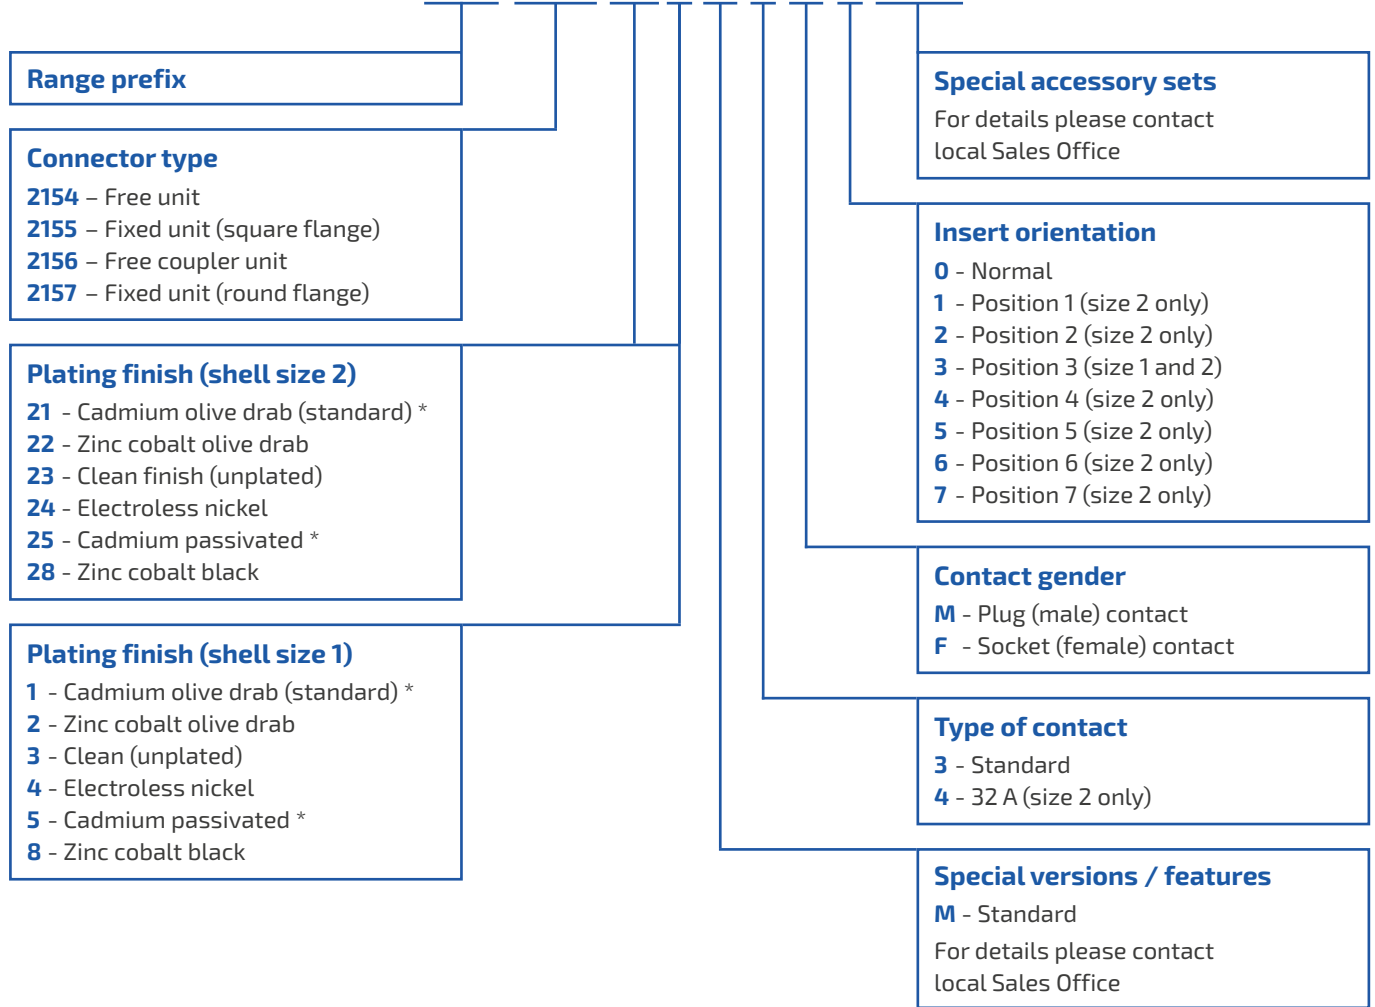 Range prefix
Connector type
2154 – Free unit
2155 – Fixed unit (square flange)
2156 – Free coupler unit
2157 – Fixed unit (round flange)
Plating finish (shell size 2)
21 - Cadmium olive drab (standard) *
22 - Zinc cobalt olive drab
23 - Clean finish (unplated)
24 - Electroless nickel
25 - Cadmium passivated *
28 - Zinc cobalt black
Plating finish (shell size 1)
1 - Cadmium olive drab (standard) *
2 - Zinc cobalt olive drab
3 - Clean (unplated)
4 - Electroless nickel
5 - Cadmium passivated *
8 - Zinc cobalt black
Special accessory sets
For details please contact
local Sales Office
Insert orientation
0 - Normal
1 - Position 1 (size 2 only)
2 - Position 2 (size 2 only)
3 - Position 3 (size 1 and 2)
4 - Position 4 (size 2 only)
5 - Position 5 (size 2 only)
6 - Position 6 (size 2 only)
7 - Position 7 (size 2 only)
Contact gender
M - Plug (male) contact
F - Socket (female) contact
Type of contact
3 - Standard
4 - 32 A (size 2 only)
Special versions / features
M - Standard
For details please contact
local Sales Office